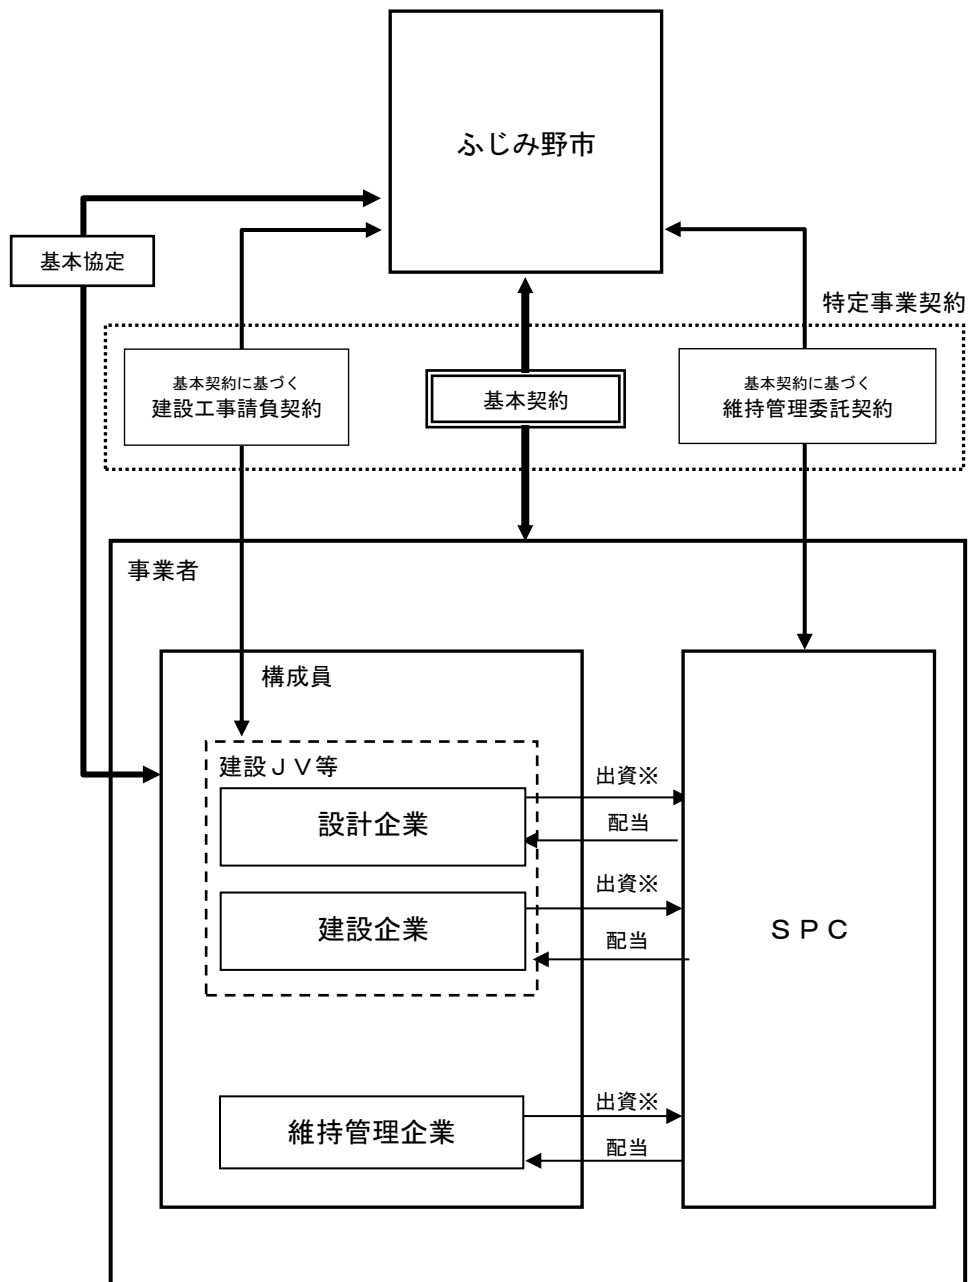 ふじみ野市
基本協定
特定事業契約
基本契約に基づく
建設工事請負契約
基本契約
基本契約に基づく
維持管理委託契約
事業者
構成員
建設ＪＶ等
設計企業
出資※
配当
建設企業
出資※
配当
ＳＰＣ
維持管理企業
出資※
配当